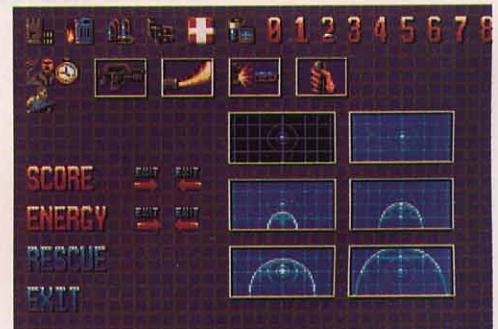 0 1 2 3 4 5 6 7 8
SCORE EXIT EXIT
ENERGY EXIT EXIT
RESCUE
EXIT